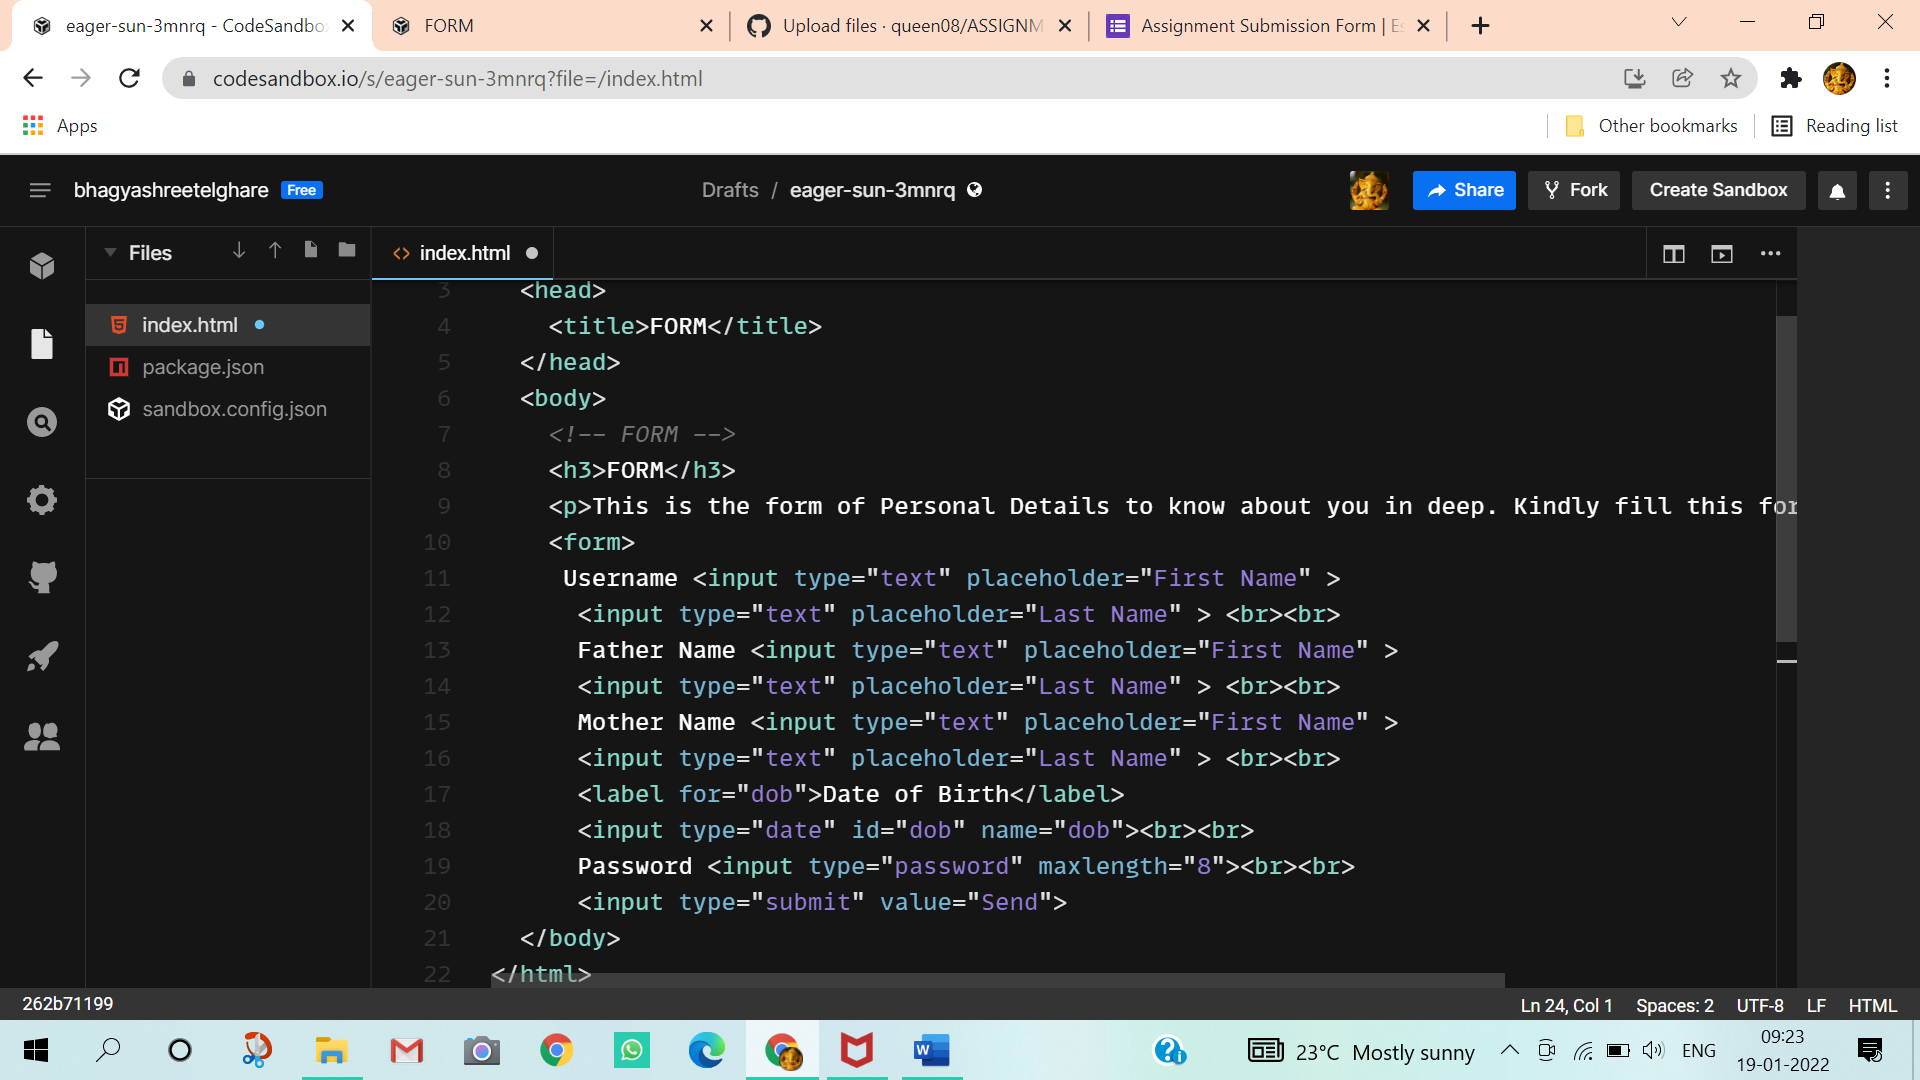 eager-sun-3mnrq - CodeSandbo
FORM
Upload files · queen08/ASSIGNM
Assignment Submission Form | Es
codesandbox.io/s/eager-sun-3mnrq?file=/index.html
Apps
Other bookmarks
Reading list
bhagyashreetelghare Free
Drafts / eager-sun-3mnrq
Share
Fork
Create Sandbox
Files
index.html
index.html
package.json
sandbox.config.json
3 <head>
4 <title>FORM</title>
5 </head>
6 <body>
7 <!-- FORM -->
8 <h3>FORM</h3>
9 <p>This is the form of Personal Details to know about you in deep. Kindly fill this for
10 <form>
11 Username <input type="text" placeholder="First Name" >
12 <input type="text" placeholder="Last Name" > <br><br>
13 Father Name <input type="text" placeholder="First Name" >
14 <input type="text" placeholder="Last Name" > <br><br>
15 Mother Name <input type="text" placeholder="First Name" >
16 <input type="text" placeholder="Last Name" > <br><br>
17 <label for="dob">Date of Birth</label>
18 <input type="date" id="dob" name="dob"><br><br>
19 Password <input type="password" maxlength="8"><br><br>
20 <input type="submit" value="Send">
21 </body>
22 </html>
262b71199
Ln 24, Col 1 Spaces: 2 UTF-8 LF HTML
23°C Mostly sunny
ENG
09:23
19-01-2022